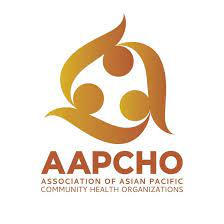 AAPCHO
ASSOCIATION OF ASIAN PACIFIC
COMMUNITY HEALTH ORGANIZATIONS